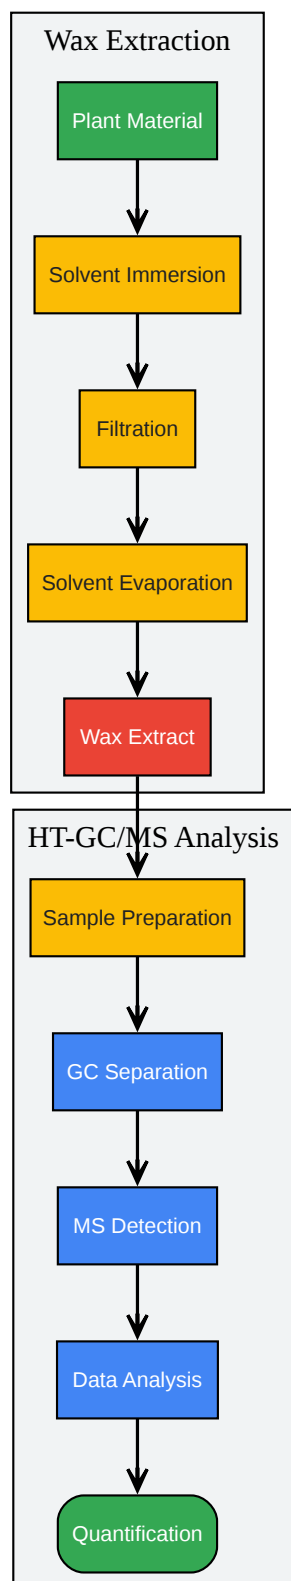 Wax Extraction
Plant Material
Solvent Immersion
Filtration
Solvent Evaporation
Wax Extract
HT-GC/MS Analysis
Sample Preparation
GC Separation
MS Detection
Data Analysis
Quantification